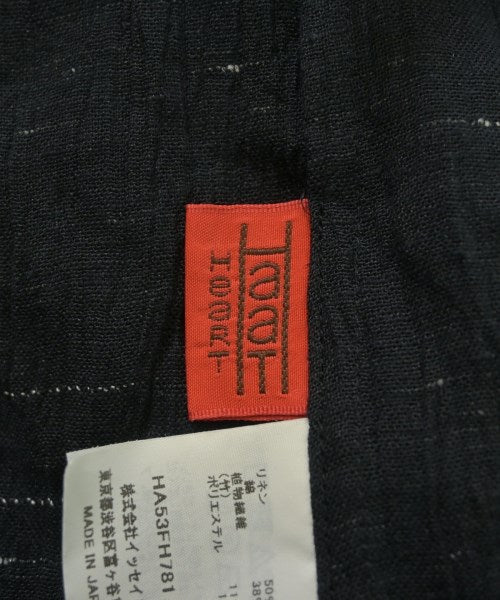 HaaT
HeaRT
リネン
綿
植物繊維
(竹)
ポリエステル
50%
38%
11
1
HA53FH781
株式会社イッセイ
東京都渋谷区富ヶ谷
MADE IN JAP